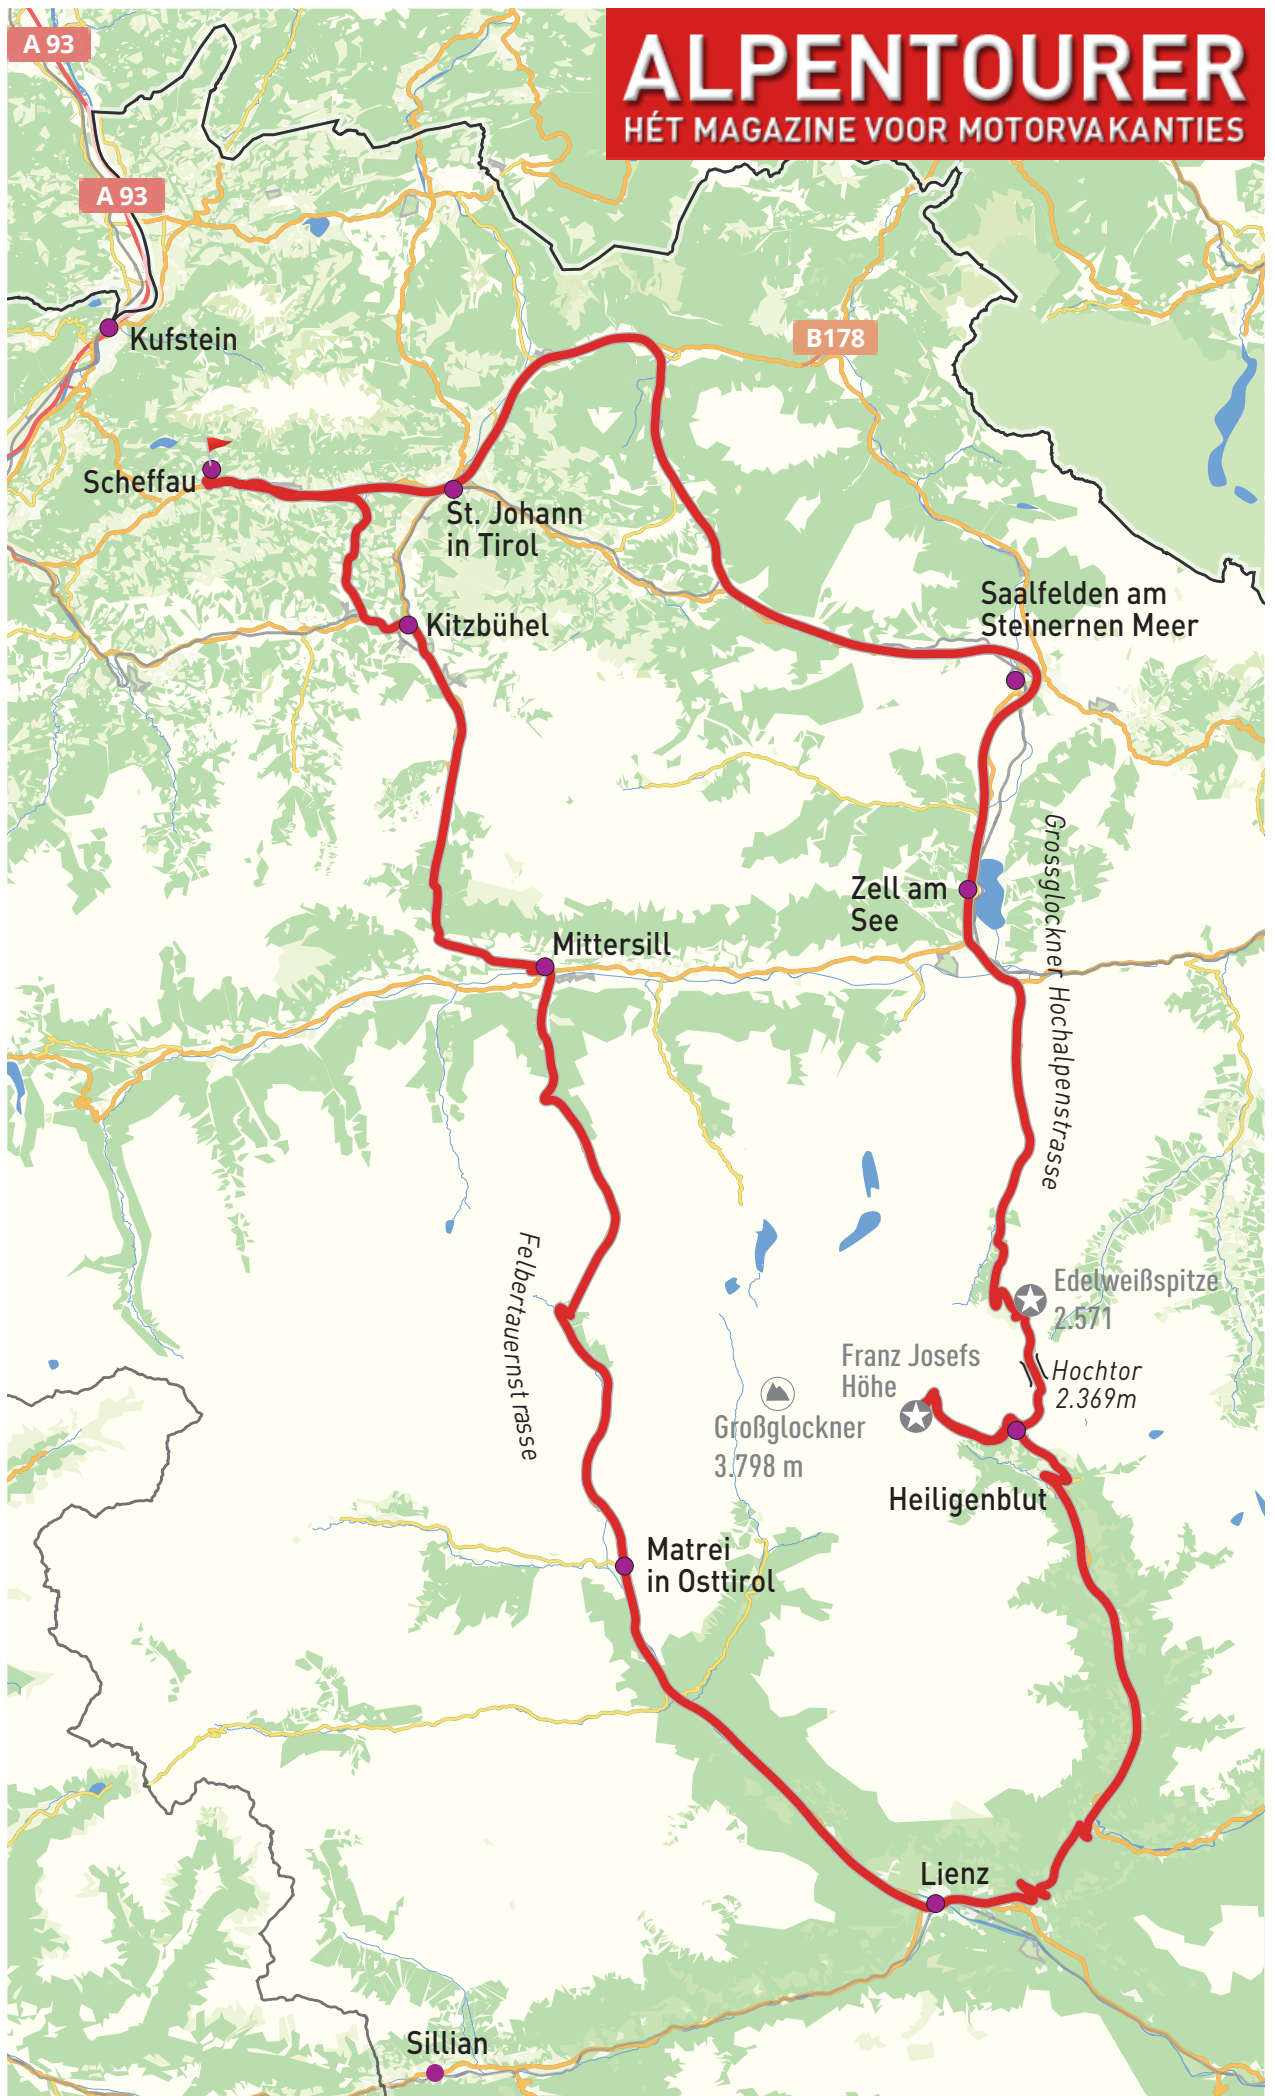 A 93
ALPENTOURER
HÉT MAGAZINE VOOR MOTORVAKANTIES
A 93
Kufstein
B178
Scheffau
St. Johann
in Tirol
Saalfelden am
Steinernen Meer
Kitzbühel
Zell am
See
Grossglockner Hochalpenstrasse
Mittersill
Felbertauernstrasse
Edelweißspitze
2.571
Franz Josefs
Höhe
Hochtor
2.369m
Großglockner
3.798 m
Heiligenblut
Matrei
in Osttirol
Lienz
Sillian